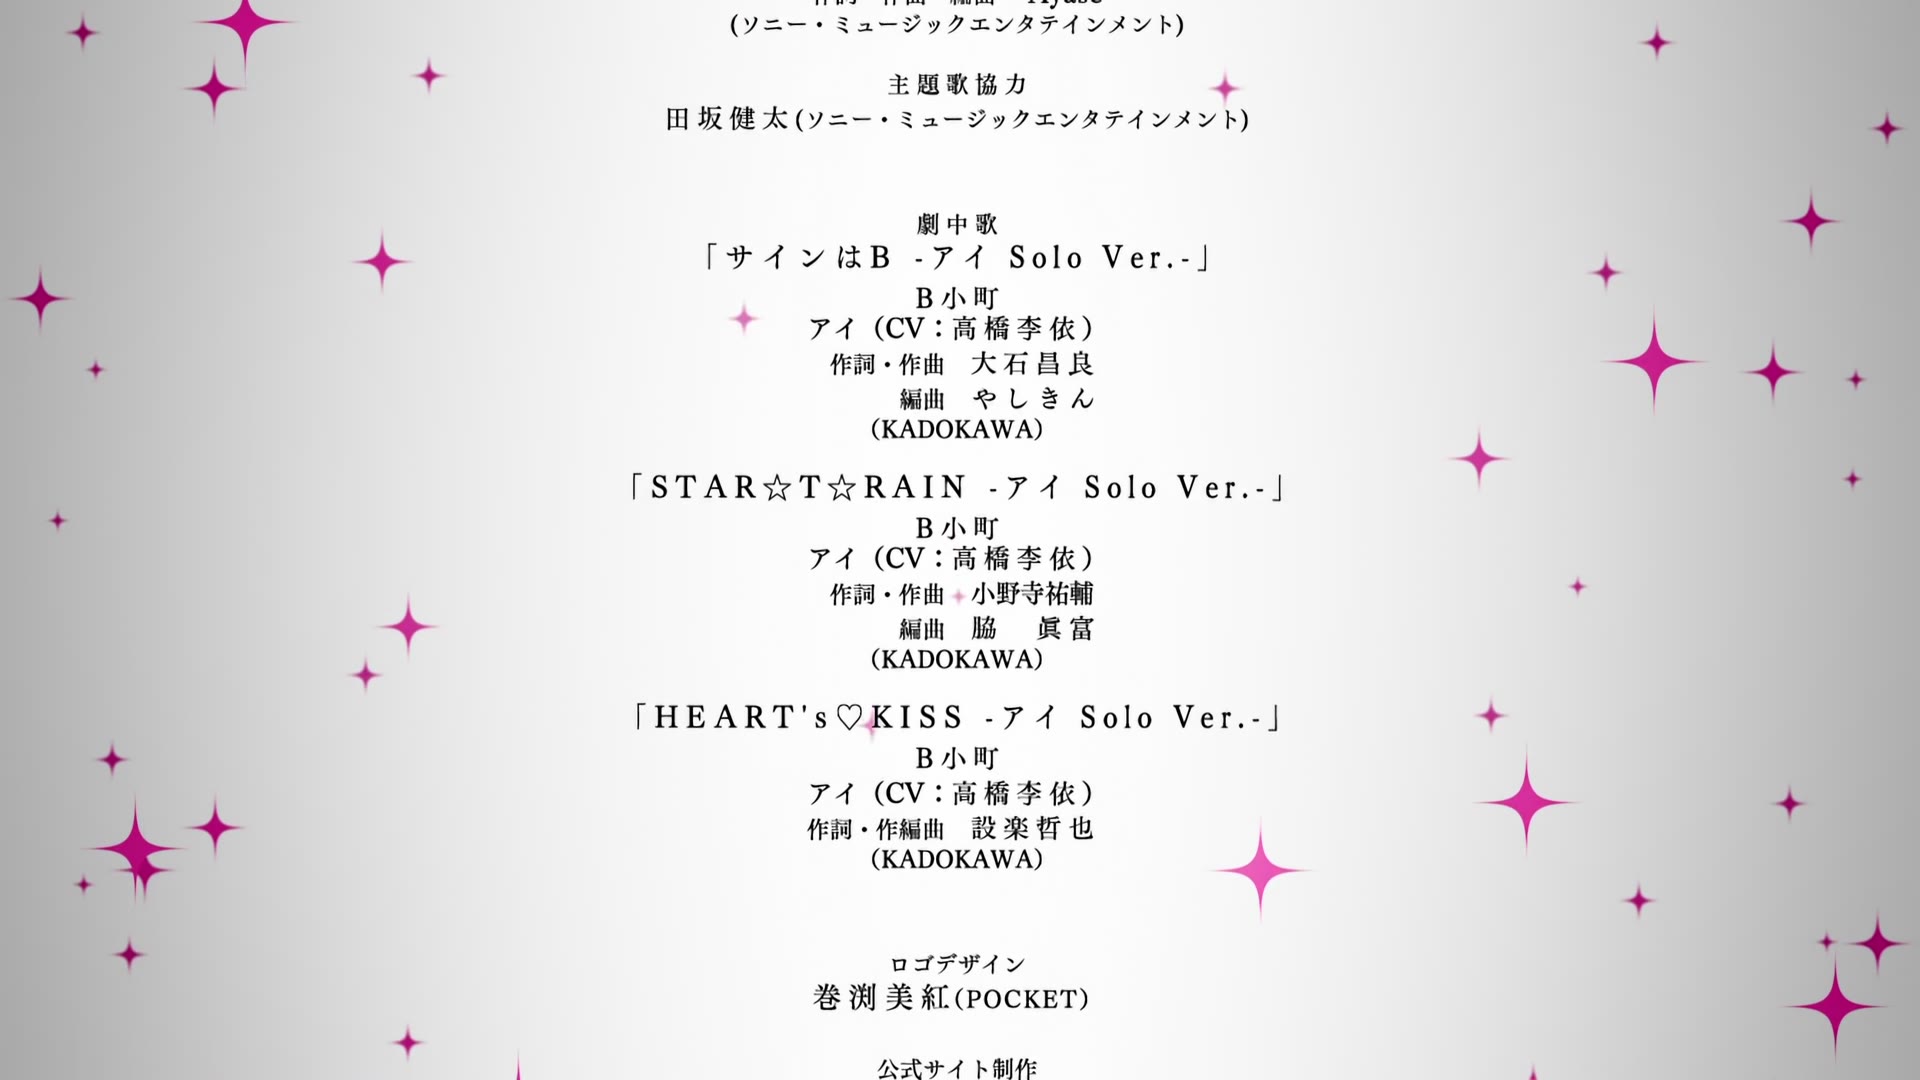 (ソニー・ミュージックエンタテインメント)
主題歌協力
田坂健太(ソニー・ミュージックエンタテインメント)
劇中歌
「サインはB -アイ Solo Ver.-」
B小町
アイ（CV：高橋李依）
作詞・作曲　大石昌良
編曲　やしきん
（KADOKAWA）
「STAR☆T☆RAIN -アイ Solo Ver.-」
B小町
アイ（CV：高橋李依）
作詞・作曲　小野寺祐輔
編曲　脇　眞富
（KADOKAWA）
「HEART's♡KISS -アイ Solo Ver.-」
B小町
アイ（CV：高橋李依）
作詞・作編曲　設楽哲也
（KADOKAWA）
ロゴデザイン
巻渕美紅(POCKET)
公式サイト制作